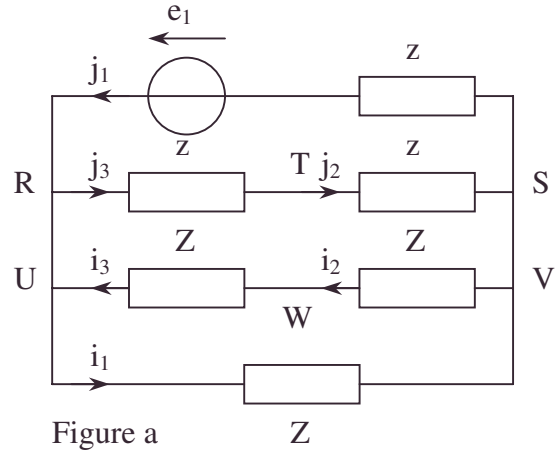 e₁
j₁ z
z z
R j₃ T j₂ S
Z Z
U i₃ i₂ V
W
i₁
Figure a Z